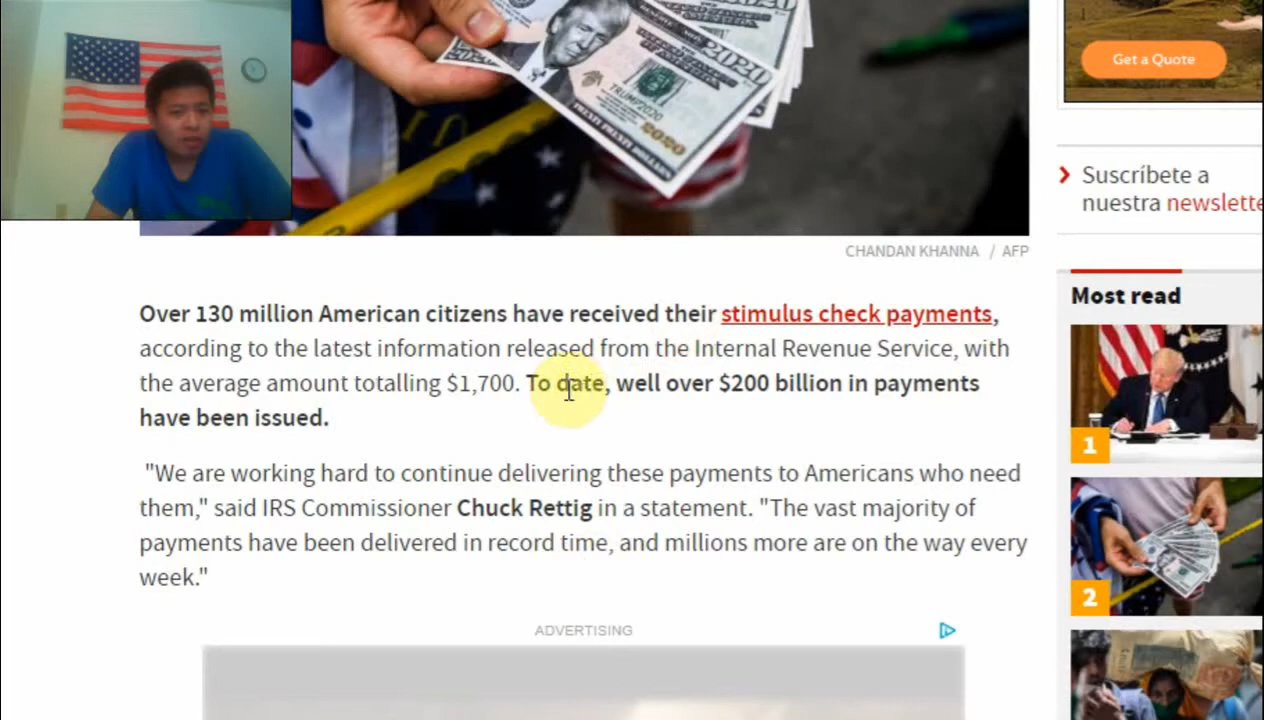 2020
TRUMP2020
2020
Get a Quote
Suscríbete a
nuestra newslette
CHANDAN KHANNA / AFP
Over 130 million American citizens have received their stimulus check payments,
according to the latest information released from the Internal Revenue Service, with
the average amount totalling $1,700. To date, well over $200 billion in payments
have been issued.
"We are working hard to continue delivering these payments to Americans who need
them," said IRS Commissioner Chuck Rettig in a statement. "The vast majority of
payments have been delivered in record time, and millions more are on the way every
week."
ADVERTISING
Most read
1
2